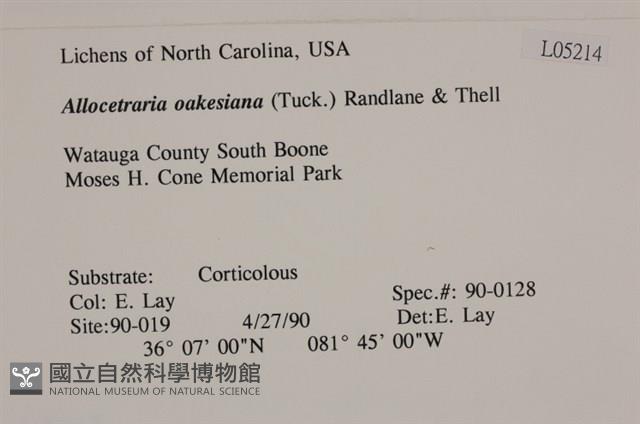 Lichens of North Carolina, USA
L05214
Allocetraria oakesiana (Tuck.) Randlane & Thell
Watauga County South Boone
Moses H. Cone Memorial Park
Substrate: Corticolous
Col: E. Lay Spec.#: 90-0128
Site:90-019 4/27/90 Det:E. Lay
36° 07' 00"N 081° 45' 00"W
國立自然科學博物館
NATIONAL MUSEUM OF NATURAL SCIENCE